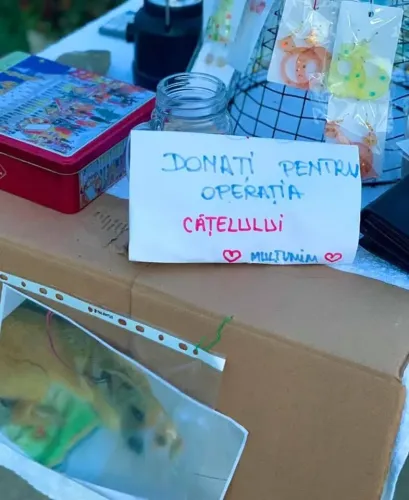 DONAȚI PENTRU
OPERAȚIA
CĂȚELULUI
MULȚUMIM